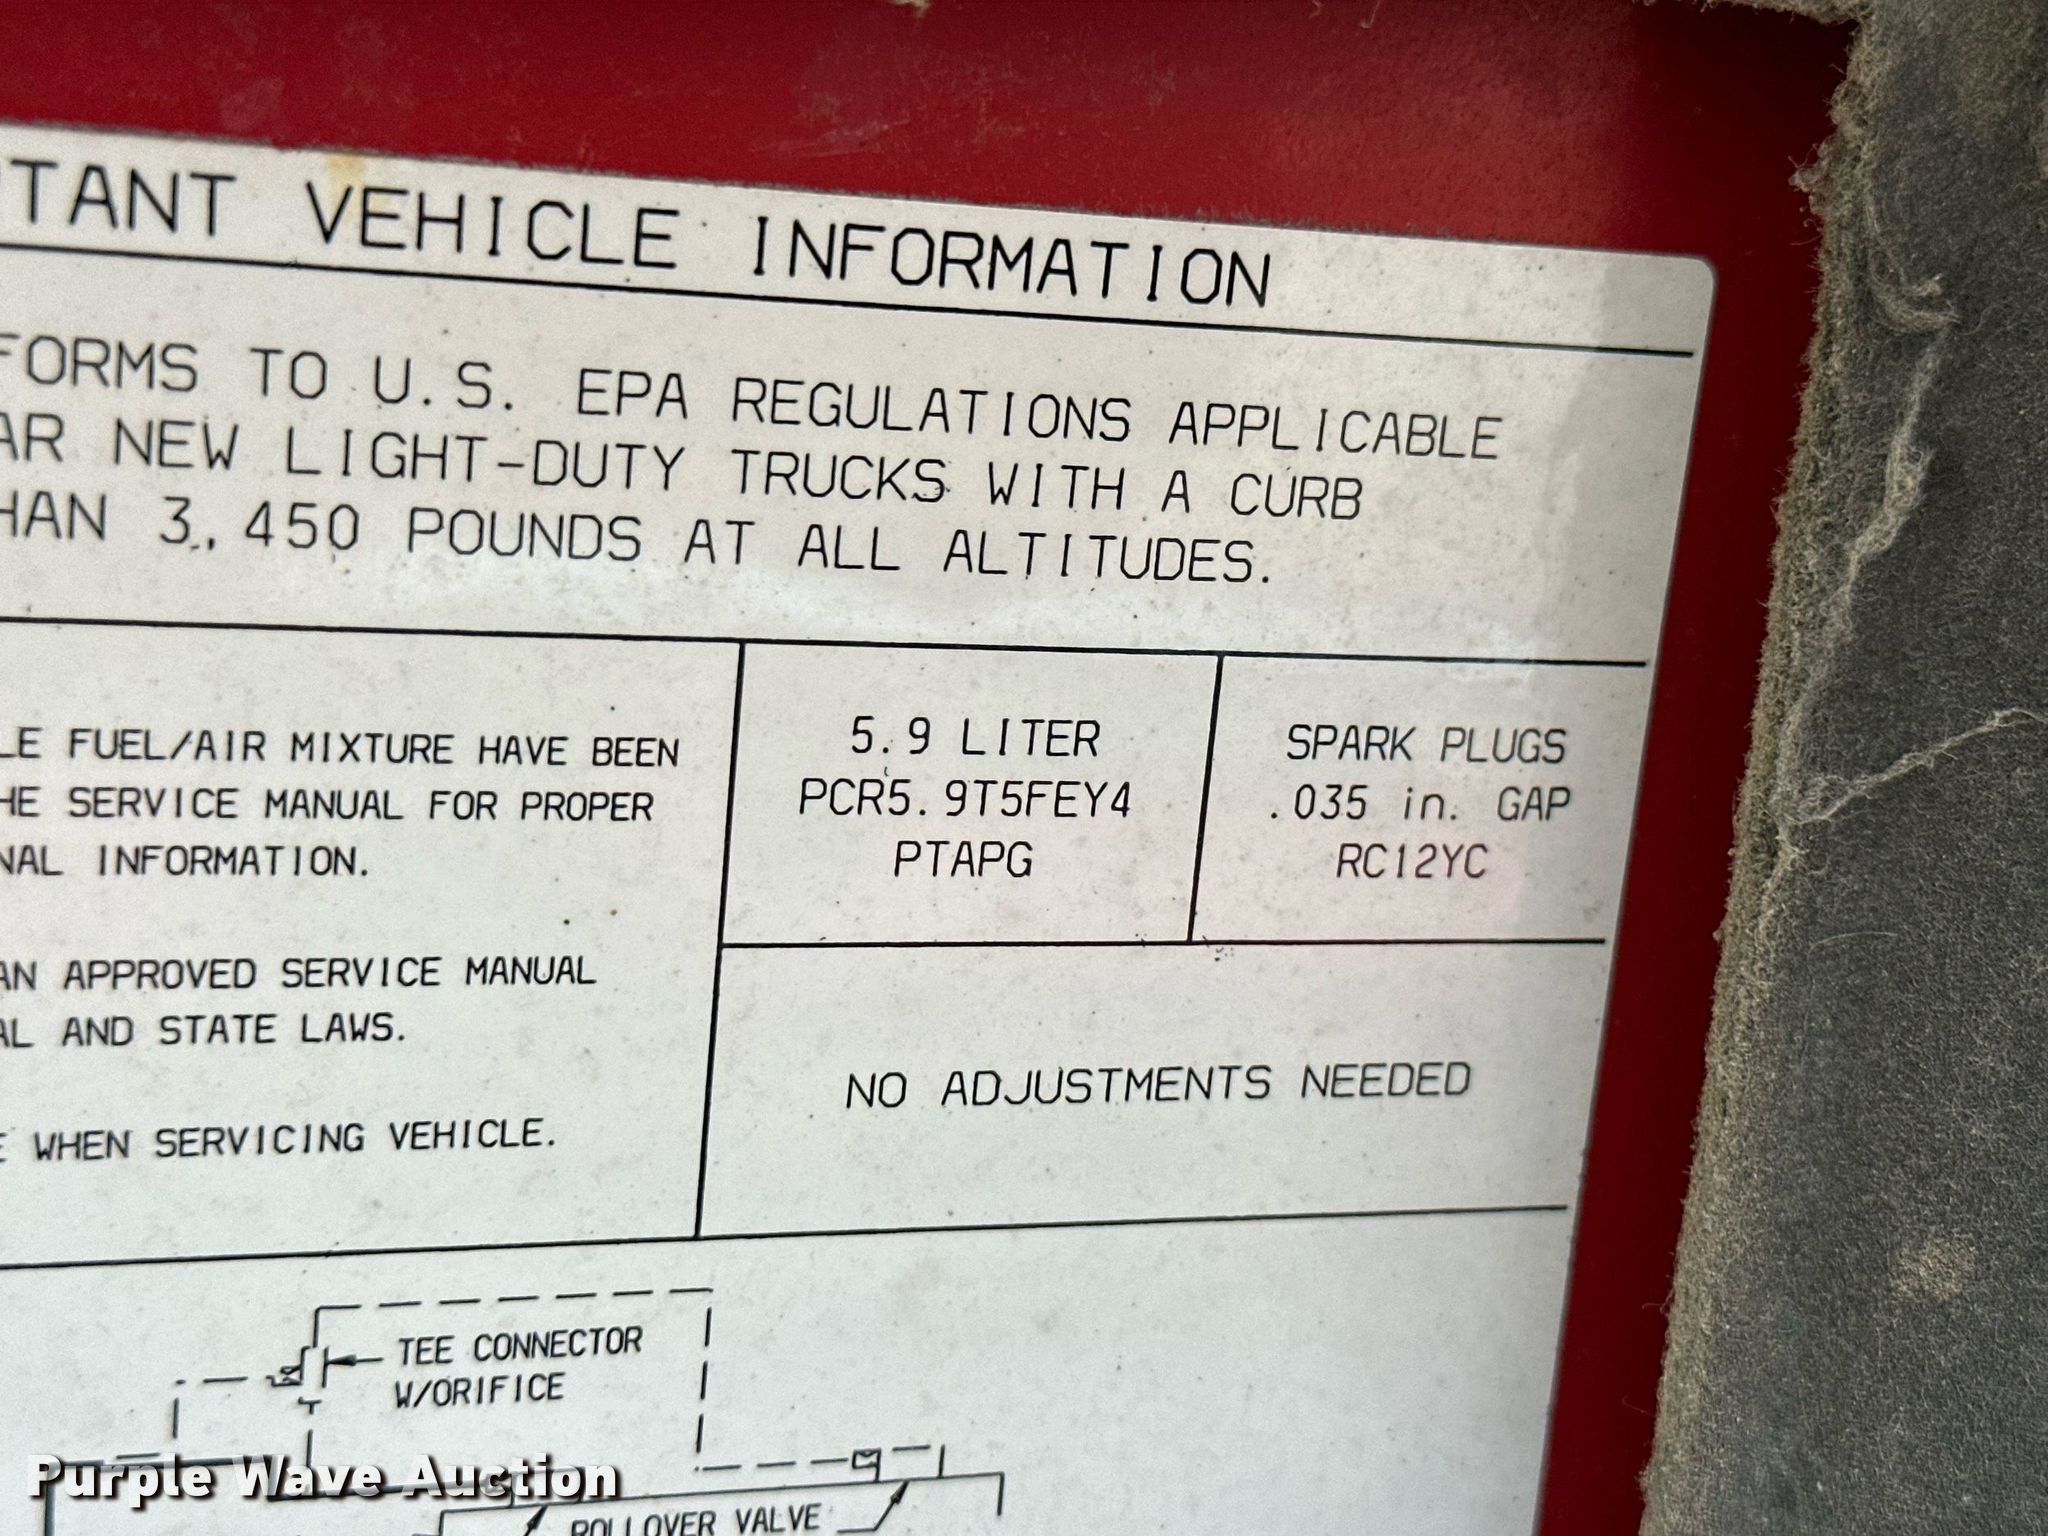 TANT VEHICLE INFORMATION
FORMS TO U.S. EPA REGULATIONS APPLICABLE
AR NEW LIGHT-DUTY TRUCKS WITH A CURB
HAN 3,450 POUNDS AT ALL ALTITUDES.
LE FUEL/AIR MIXTURE HAVE BEEN
HE SERVICE MANUAL FOR PROPER
NAL INFORMATION.
AN APPROVED SERVICE MANUAL
AL AND STATE LAWS.
E WHEN SERVICING VEHICLE.
5.9 LITER
PCR5.9T5FEY4
PTAPG
SPARK PLUGS
.035 in. GAP
RC12YC
NO ADJUSTMENTS NEEDED
TEE CONNECTOR
W/ORIFICE
ROLLOVER VALVE
Purple Wave Auction